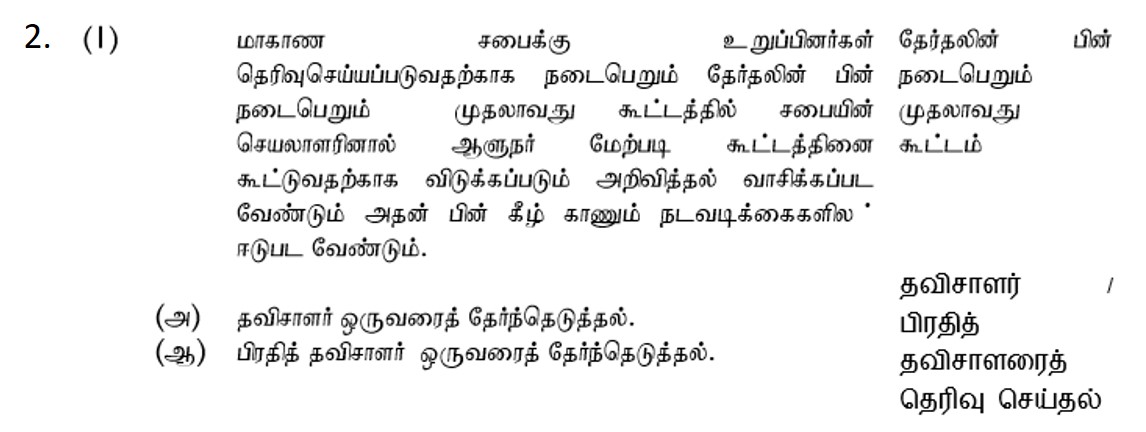 2. (I) மாகாண சபைக்கு உறுப்பினர்கள்
தெரிவுசெய்யப்படுவதற்காக நடைபெறும் தேர்தலின் பின்
நடைபெறும் முதலாவது கூட்டத்தில் சபையின்
செயலாளரினால் ஆளுநர் மேற்படி கூட்டத்தினை
கூட்டுவதற்காக விடுக்கப்படும் அறிவித்தல் வாசிக்கப்பட
வேண்டும் அதன் பின் கீழ் காணும் நடவடிக்கைகளில்
ஈடுபட வேண்டும்.
தேர்தலின் பின்
நடைபெறும்
முதலாவது
கூட்டம்
(அ) தவிசாளர் ஒருவரைத் தேர்ந்தெடுத்தல்.
(ஆ) பிரதித் தவிசாளர் ஒருவரைத் தேர்ந்தெடுத்தல்.
தவிசாளர் /
பிரதித்
தவிசாளரைத்
தெரிவு செய்தல்